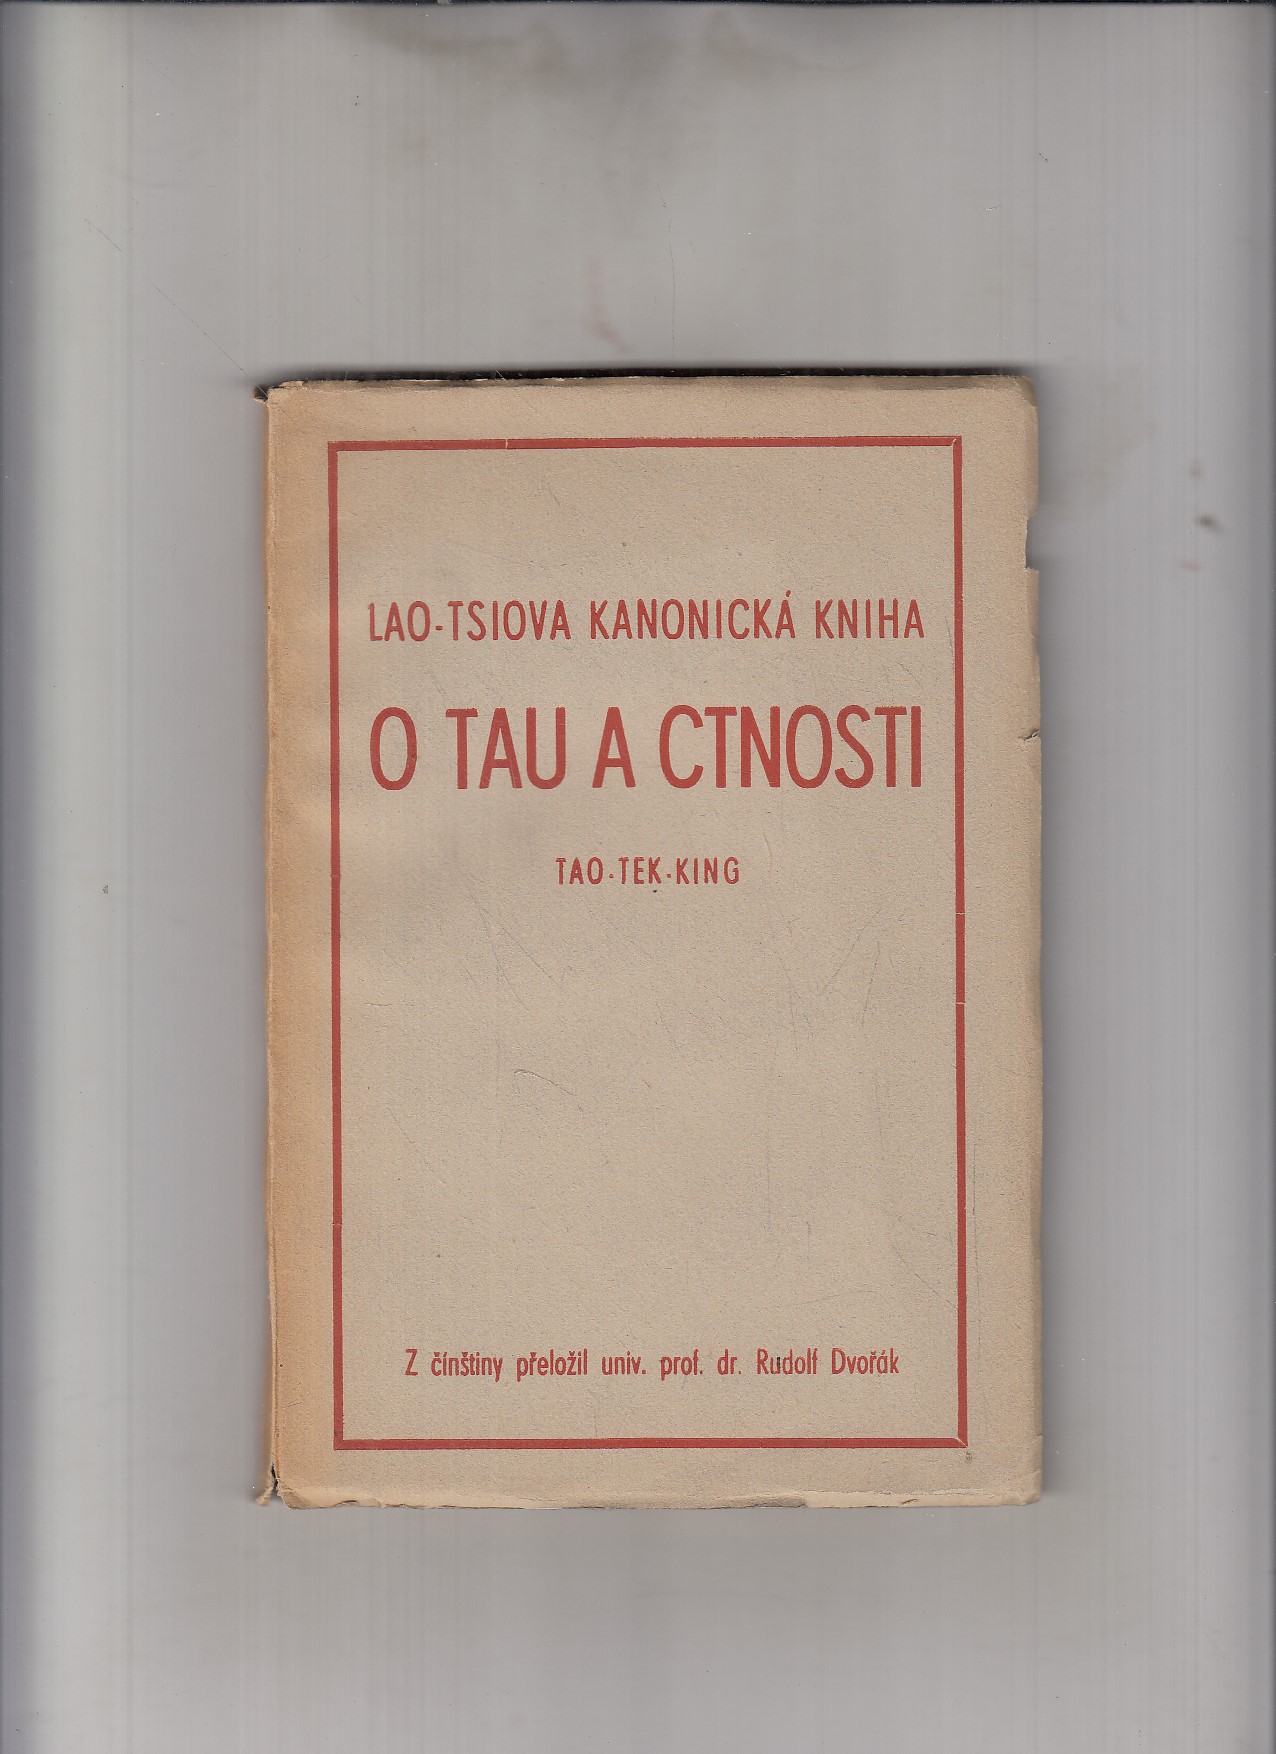 LAO-TSIOVA KANONICKÁ KNIHA
O TAU A CTNOSTI
TAO·TEK·KING
Z čínštiny přeložil univ. prof. dr. Rudolf Dvořák